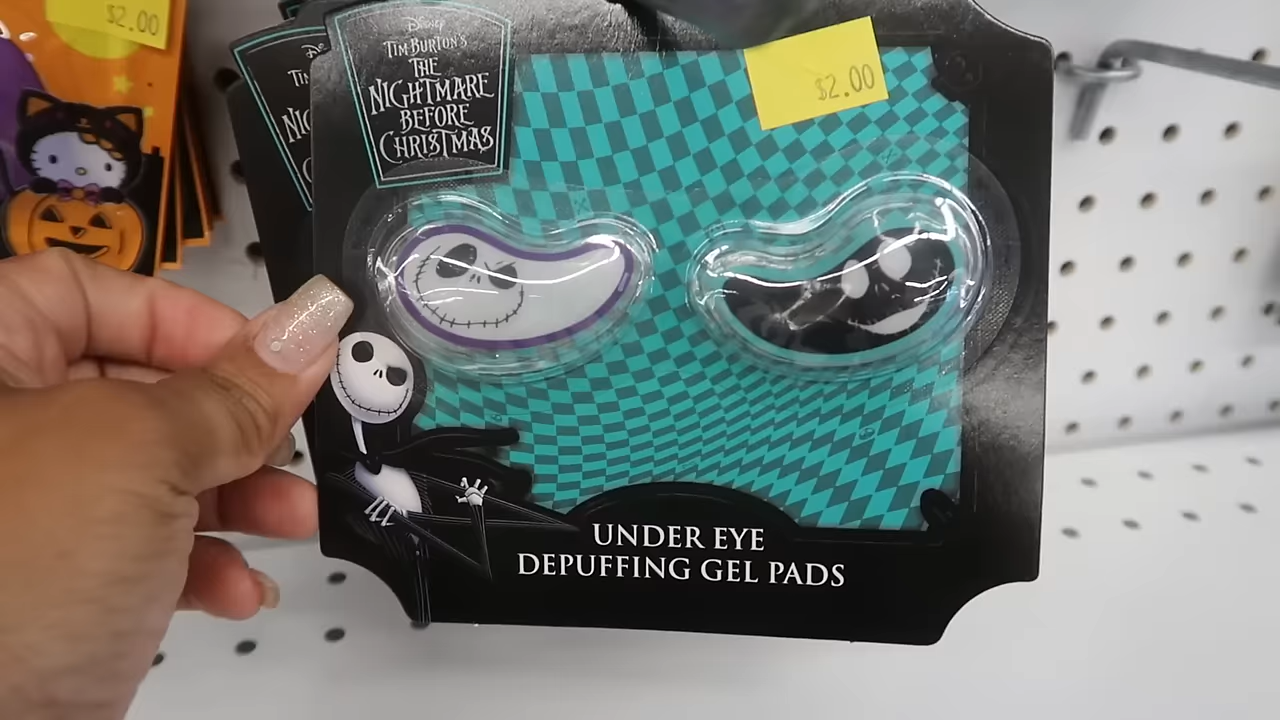 $2.00
Disney
TIM BURTON'S
THE
NIGHTMARE
BEFORE
CHRISTMAS
$2.00
UNDER EYE
DEPUFFING GEL PADS